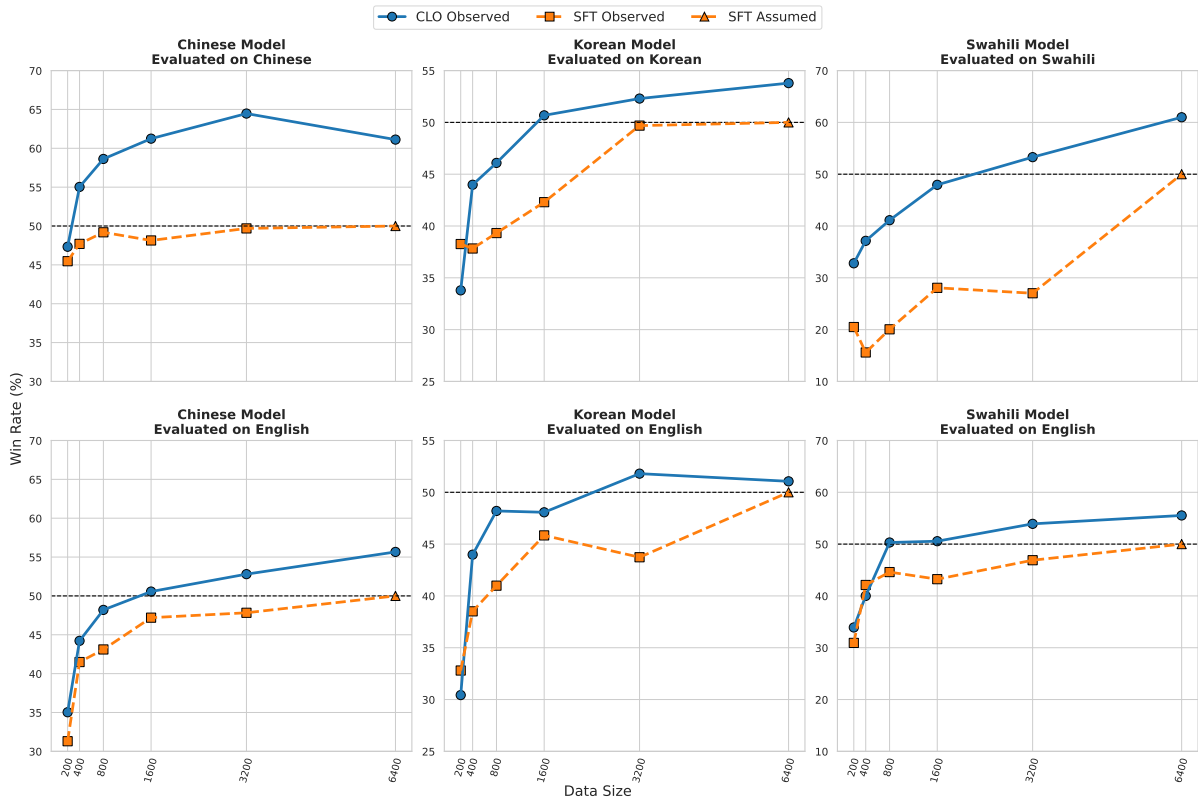 CLO Observed SFT Observed SFT Assumed
Chinese Model
Evaluated on Chinese
70
65
60
55
50
45
40
35
30
Korean Model
Evaluated on Korean
55
50
45
40
35
30
25
Swahili Model
Evaluated on Swahili
70
60
50
40
30
20
10
Win Rate (%)
Chinese Model
Evaluated on English
70
65
60
55
50
45
40
35
30
200 400 800 1600 3200 6400
Korean Model
Evaluated on English
55
50
45
40
35
30
25
200 400 800 1600 3200 6400
Swahili Model
Evaluated on English
70
60
50
40
30
20
10
200 400 800 1600 3200 6400
Data Size